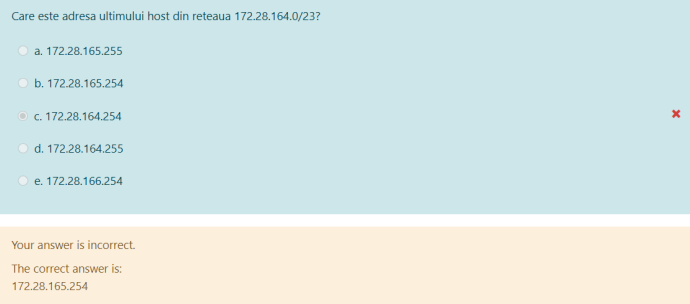 Care este adresa ultimului host din reteaua 172.28.164.0/23?
a. 172.28.165.255
b. 172.28.165.254
c. 172.28.164.254
d. 172.28.164.255
e. 172.28.166.254
Your answer is incorrect.
The correct answer is:
172.28.165.254